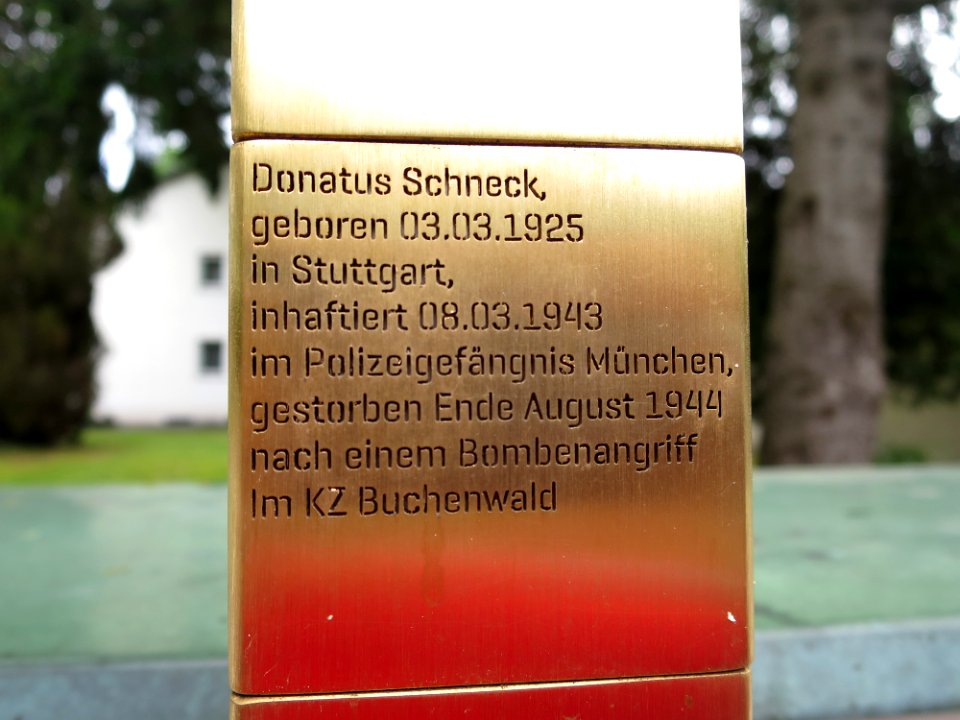 Donatus Schneck,
geboren 03.03.1925
in Stuttgart,
inhaftiert 08.03.1943
im Polizeigefängnis München,
gestorben Ende August 1944
nach einem Bombenangriff
Im KZ Buchenwald